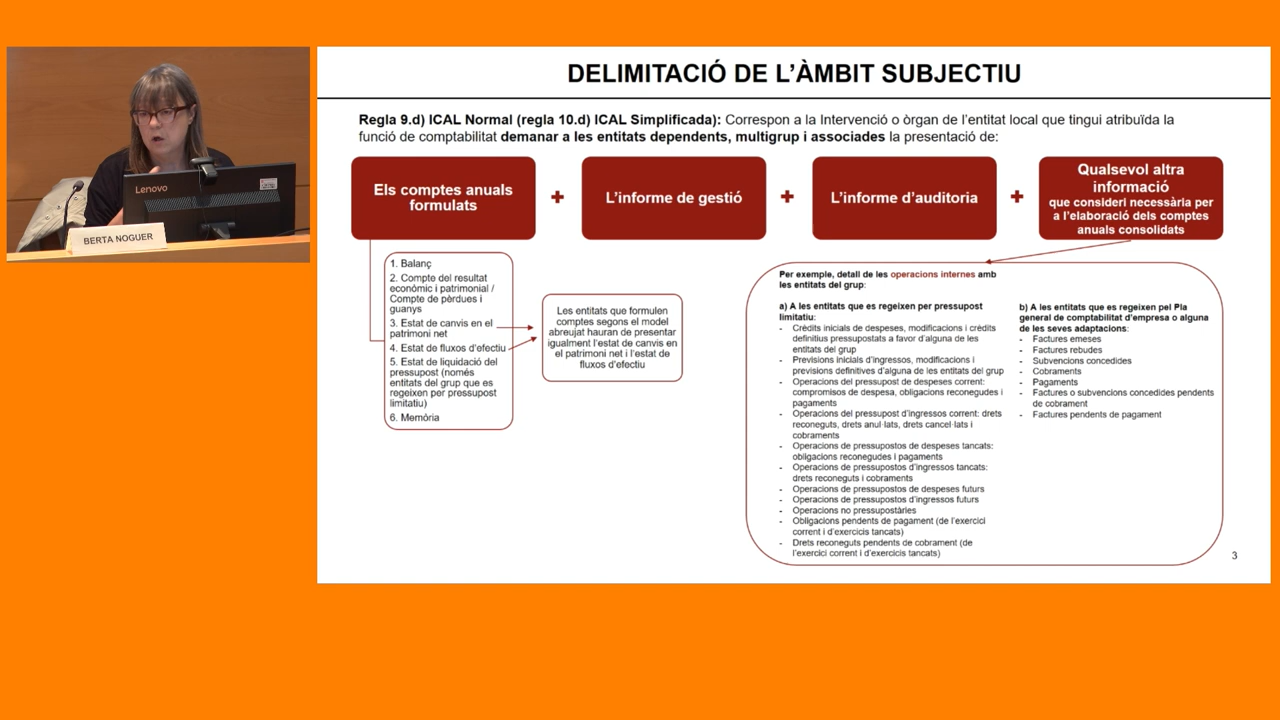 DELIMITACIÓ DE L'ÀMBIT SUBJECTIU
Regla 9.d) ICAL Normal (regla 10.d) ICAL Simplificada): Correspon a la Intervenció o òrgan de l'entitat local que tingui atribuïda la
funció de comptabilitat demanar a les entitats dependents, multigrup i associades la presentació de:
Els comptes anuals
formulats
+
L'informe de gestió
+
L'informe d'auditoria
+
Qualsevol altra
informació
que consideri necessària per
a l'elaboració dels comptes
anuals consolidats
1. Balanç
2. Compte del resultat
econòmic i patrimonial /
Compte de pèrdues i
guanys
3. Estat de canvis en el
patrimoni net
4. Estat de fluxos d'efectiu
5. Estat de liquidació del
pressupost (només
entitats del grup que es
regeixen per pressupost
limitatiu)
6. Memòria
Les entitats que formulen
comptes segons el model
abreujat hauran de presentar
igualment l'estat de canvis en
el patrimoni net i l'estat de
fluxos d'efectiu
Per exemple, detall de les operacions internes amb
les entitats del grup:
a) A les entitats que es regeixen per pressupost
limitatiu:
- Crèdits inicials de despeses, modificacions i crèdits
definitius pressupostats a favor d'alguna de les
entitats del grup
- Previsions inicials d'ingressos, modificacions i
previsions definitives d'alguna de les entitats del grup
- Operacions del pressupost de despeses corrent:
compromisos de despesa, obligacions reconegudes i
pagaments
- Operacions del pressupost d'ingressos corrent: drets
reconeguts, drets anul·lats, drets cancel·lats i
cobraments
- Operacions de pressupostos de despeses tancats:
obligacions reconegudes i pagaments
- Operacions de pressupostos d'ingressos tancats:
drets reconeguts i cobraments
- Operacions de pressupostos de despeses futurs
- Operacions de pressupostos d'ingressos futurs
- Operacions no pressupostàries
- Obligacions pendents de pagament (de l'exercici
corrent i d'exercicis tancats)
- Drets reconeguts pendents de cobrament (de
l'exercici corrent i d'exercicis tancats)
b) A les entitats que es regeixen pel Pla
general de comptabilitat d'empresa o alguna
de les seves adaptacions:
- Factures emeses
- Factures rebudes
- Subvencions concedides
- Cobraments
- Pagaments
- Factures o subvencions concedides pendents
de cobrament
- Factures pendents de pagament
3
Lenovo
BERTA NOGUER